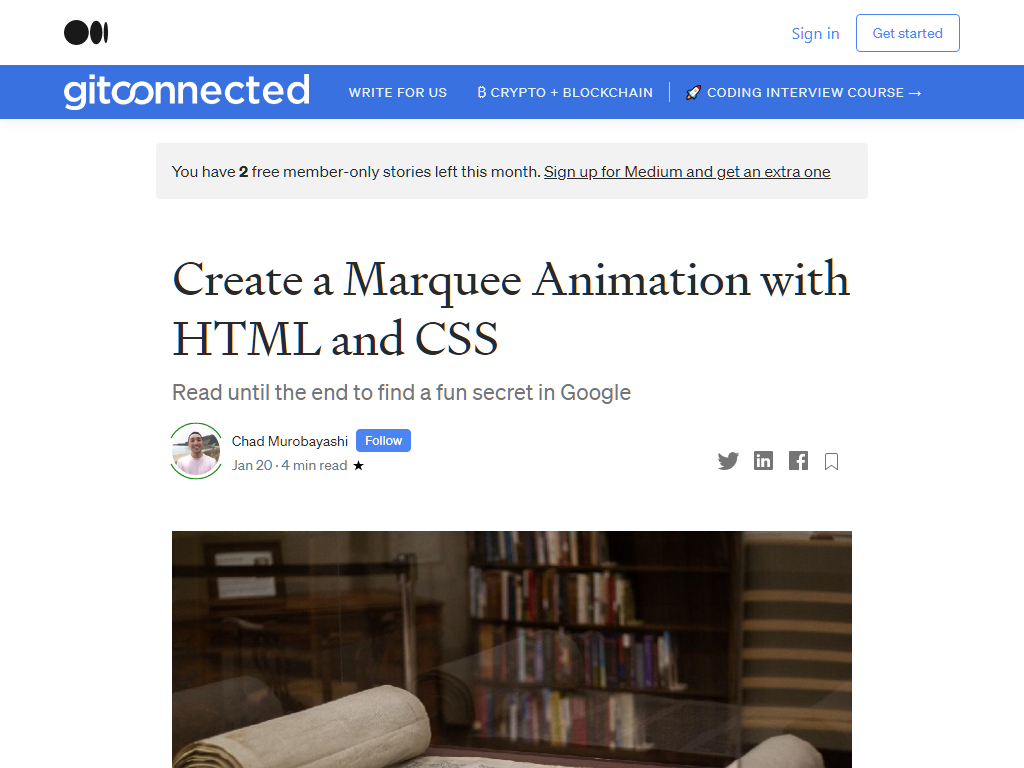 Sign in
Get started
gitconnected
WRITE FOR US
₿ CRYPTO + BLOCKCHAIN
🚀 CODING INTERVIEW COURSE →
You have 2 free member-only stories left this month. Sign up for Medium and get an extra one
Create a Marquee Animation with
HTML and CSS
Read until the end to find a fun secret in Google
Chad Murobayashi
Follow
Jan 20 · 4 min read ★